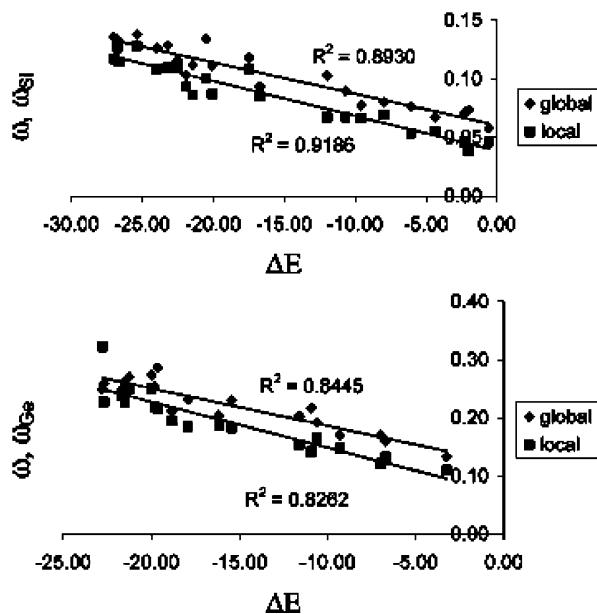 0.15
R² = 0.8930
0.10
ω, ω_Si
global
local
0.05
R² = 0.9186
0.00
-30.00 -25.00 -20.00 -15.00 -10.00 -5.00 0.00
ΔE
0.40
0.30
R² = 0.8445
ω, ω_Ge
0.20
global
local
0.10
R² = 0.8262
0.00
-25.00 -20.00 -15.00 -10.00 -5.00 0.00
ΔE